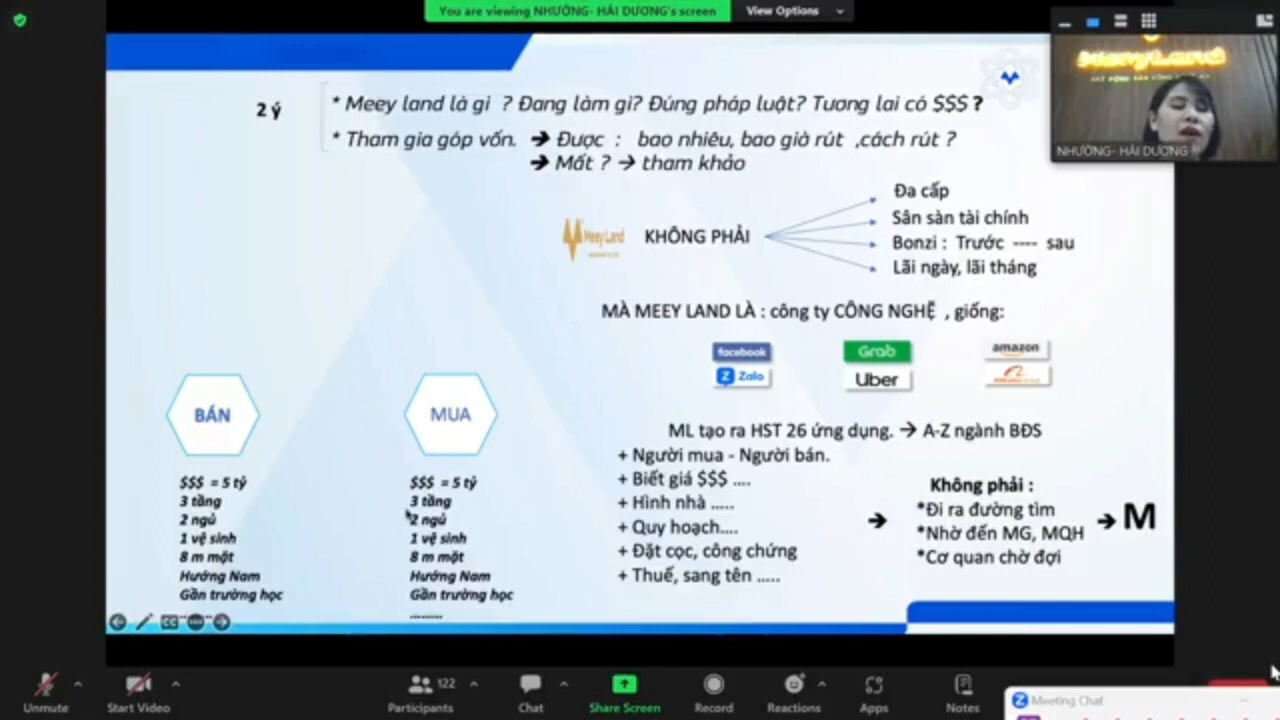 You are viewing NHƯỜNG- HẢI DƯƠNG's screen
View Options
MeeyLand
NHƯỜNG- HẢI DƯƠNG
2 ý
* Meey land là gì ? Đang làm gì? Đúng pháp luật? Tương lai có $$$ ?
* Tham gia góp vốn. ➔ Được : bao nhiêu, bao giờ rút ,cách rút ?
➔ Mất ? → tham khảo
Meey Land
KHÔNG PHẢI
Đa cấp
Sân sàn tài chính
Bonzi : Trước ---- sau
Lãi ngày, lãi tháng
MÀ MEEY LAND LÀ : công ty CÔNG NGHỆ , giống:
facebook
Grab
amazon
Zalo
Uber
BÁN
MUA
ML tạo ra HST 26 ứng dụng. → A-Z ngành BĐS
+ Người mua - Người bán.
+ Biết giá $$$ ....
+ Hình nhà .....
+ Quy hoạch....
+ Đặt cọc, công chứng
+ Thuế, sang tên .....
➔
Không phải :
*Đi ra đường tìm
*Nhờ đến MG, MQH
*Cơ quan chờ đợi
➔ M
$$$ = 5 tỷ
3 tầng
2 ngủ
1 vệ sinh
8 m mặt
Hướng Nam
Gần trường học
$$$ = 5 tỷ
3 tầng
2 ngủ
1 vệ sinh
8 m mặt
Hướng Nam
Gần trường học
.........
Unmute
Start Video
122
Participants
Chat
Share Screen
Record
Reactions
Apps
Notes
Meeting Chat